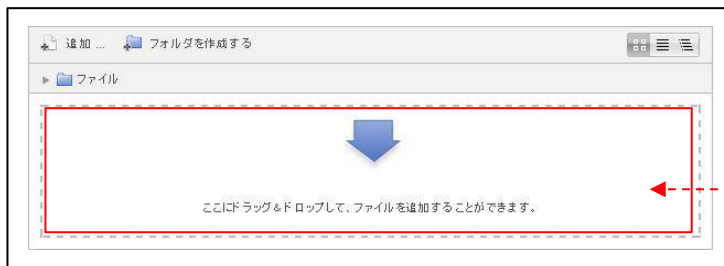 追加 ... フォルダを作成する
ファイル
ここにドラッグ&ドロップして、ファイルを追加することができます。